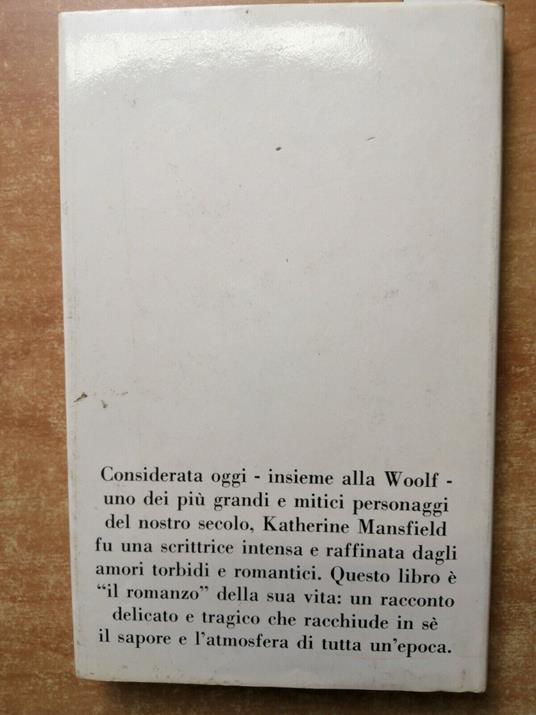 Considerata oggi - insieme alla Woolf -
uno dei più grandi e mitici personaggi
del nostro secolo, Katherine Mansfield
fu una scrittrice intensa e raffinata dagli
amori torbidi e romantici. Questo libro è
“il romanzo” della sua vita: un racconto
delicato e tragico che racchiude in sè
il sapore e l’atmosfera di tutta un’epoca.